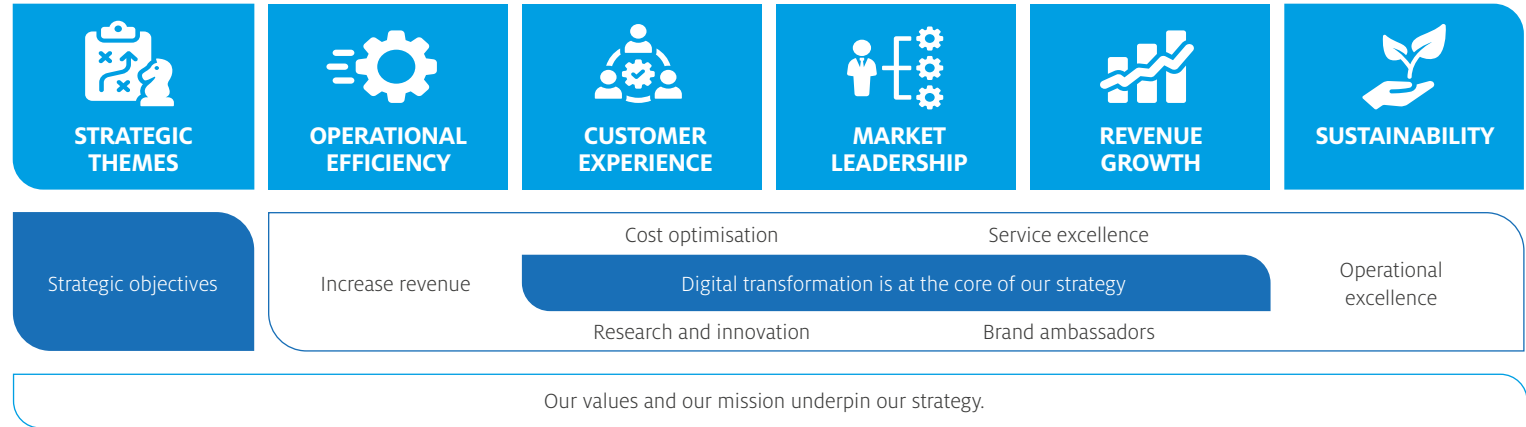 STRATEGIC
THEMES
OPERATIONAL
EFFICIENCY
CUSTOMER
EXPERIENCE
MARKET
LEADERSHIP
REVENUE
GROWTH
SUSTAINABILITY
Strategic objectives
Increase revenue
Cost optimisation
Service excellence
Digital transformation is at the core of our strategy
Research and innovation
Brand ambassadors
Operational
excellence
Our values and our mission underpin our strategy.